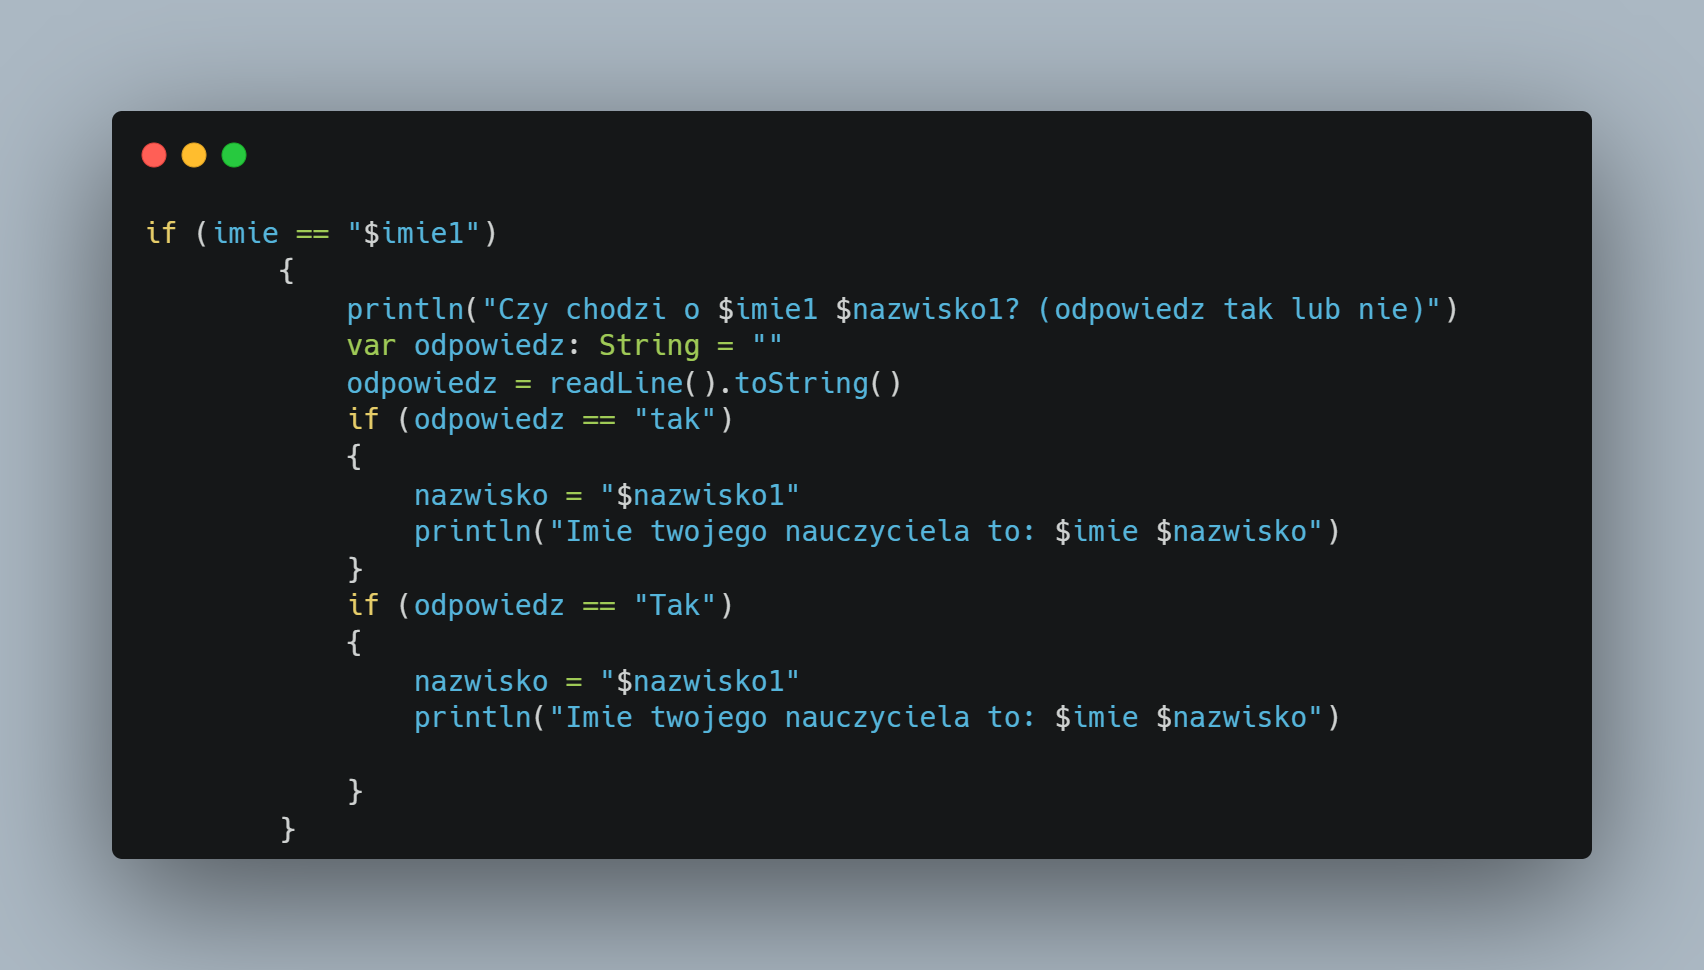 if (imie == "$imie1")
        {
            println("Czy chodzi o $imie1 $nazwisko1? (odpowiedz tak lub nie)")
            var odpowiedz: String = ""
            odpowiedz = readLine().toString()
            if (odpowiedz == "tak")
            {
                nazwisko = "$nazwisko1"
                println("Imie twojego nauczyciela to: $imie $nazwisko")
            }
            if (odpowiedz == "Tak")
            {
                nazwisko = "$nazwisko1"
                println("Imie twojego nauczyciela to: $imie $nazwisko")

            }
        }